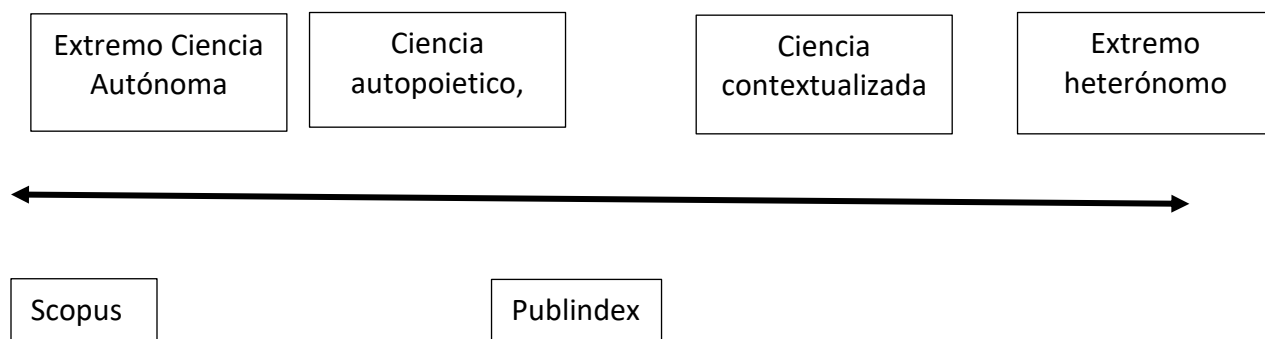 Extremo Ciencia
Autónoma
Ciencia
autopoietico,
Ciencia
contextualizada
Extremo
heterónomo
Scopus
Publindex